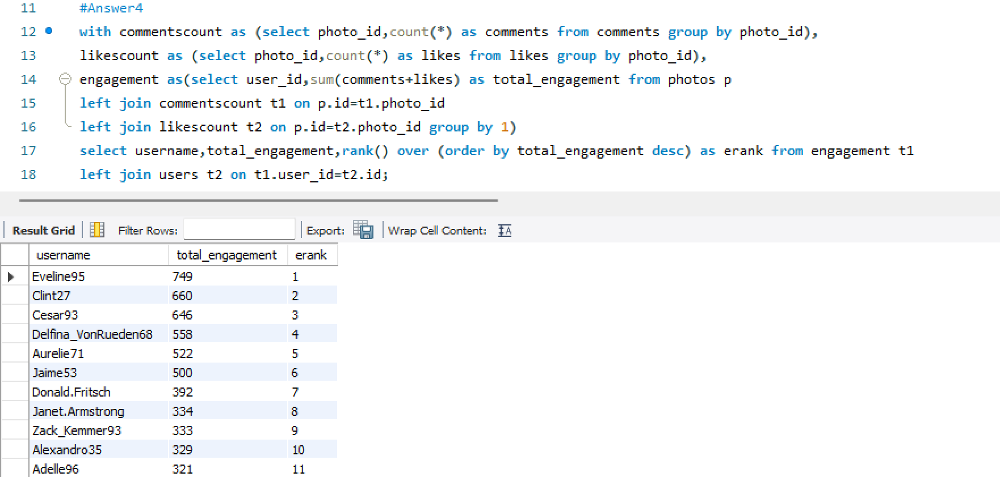 11 #Answer4
12 with commentscount as (select photo_id,count(*) as comments from comments group by photo_id),
13 likescount as (select photo_id,count(*) as likes from likes group by photo_id),
14 engagement as(select user_id,sum(comments+likes) as total_engagement from photos p
15 left join commentscount t1 on p.id=t1.photo_id
16 left join likescount t2 on p.id=t2.photo_id group by 1)
17 select username,total_engagement,rank() over (order by total_engagement desc) as erank from engagement t1
18 left join users t2 on t1.user_id=t2.id;
Result Grid Filter Rows: Export: Wrap Cell Content: IA
username total_engagement erank
Eveline95 749 1
Clint27 660 2
Cesar93 646 3
Delfina_VonRueden68 558 4
Aurelie71 522 5
Jaime53 500 6
Donald.Fritsch 392 7
Janet.Armstrong 334 8
Zack_Kemmer93 333 9
Alexandro35 329 10
Adelle96 321 11